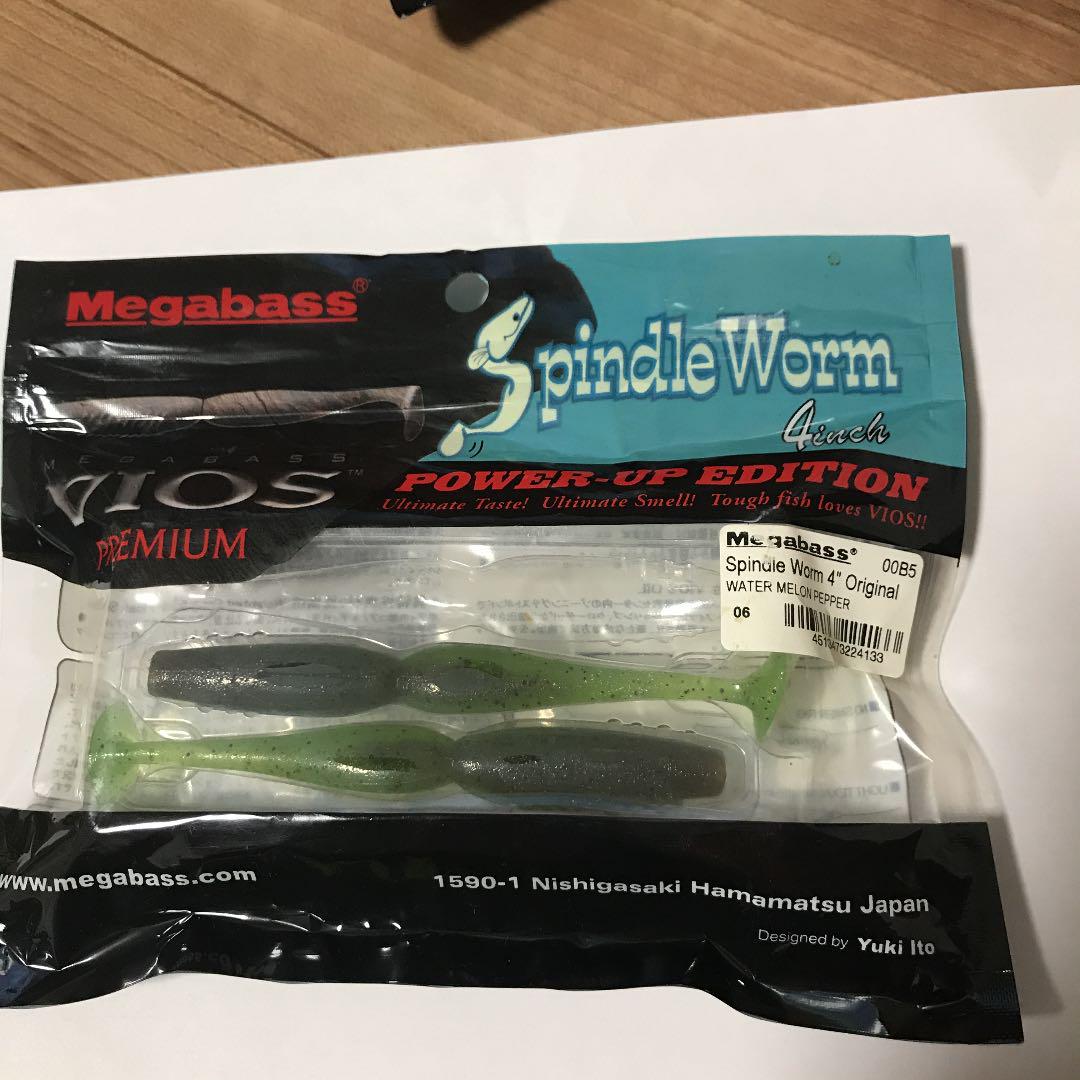 Megabass®
Spindle Worm
4inch
MEGABASS
VIOS™
PREMIUM
POWER-UP EDITION
Ultimate Taste! Ultimate Smell! Tough fish loves VIOS!!
Megabass® 00B5
Spindle Worm 4" Original
WATER MELON PEPPER
06
4513473224133
www.megabass.com
1590-1 Nishigasaki Hamamatsu Japan
Designed by Yuki Ito